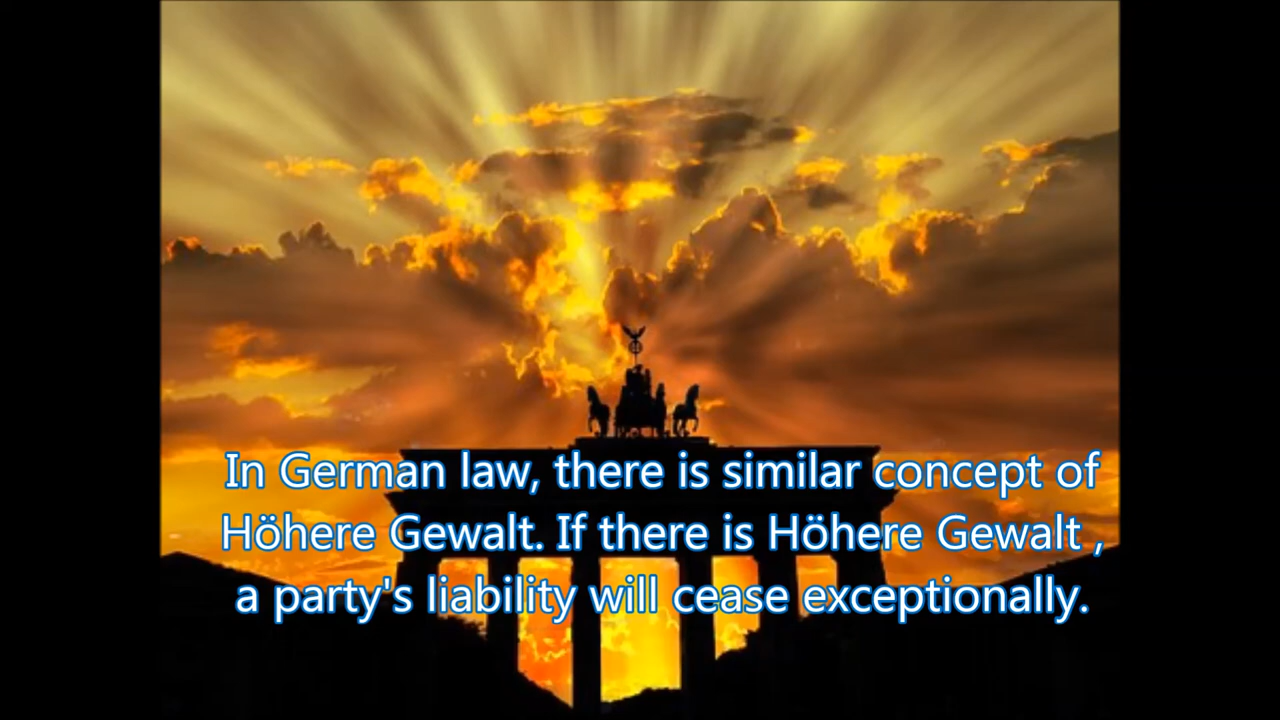 In German law, there is similar concept of
Höhere Gewalt. If there is Höhere Gewalt ,
a party's liability will cease exceptionally.